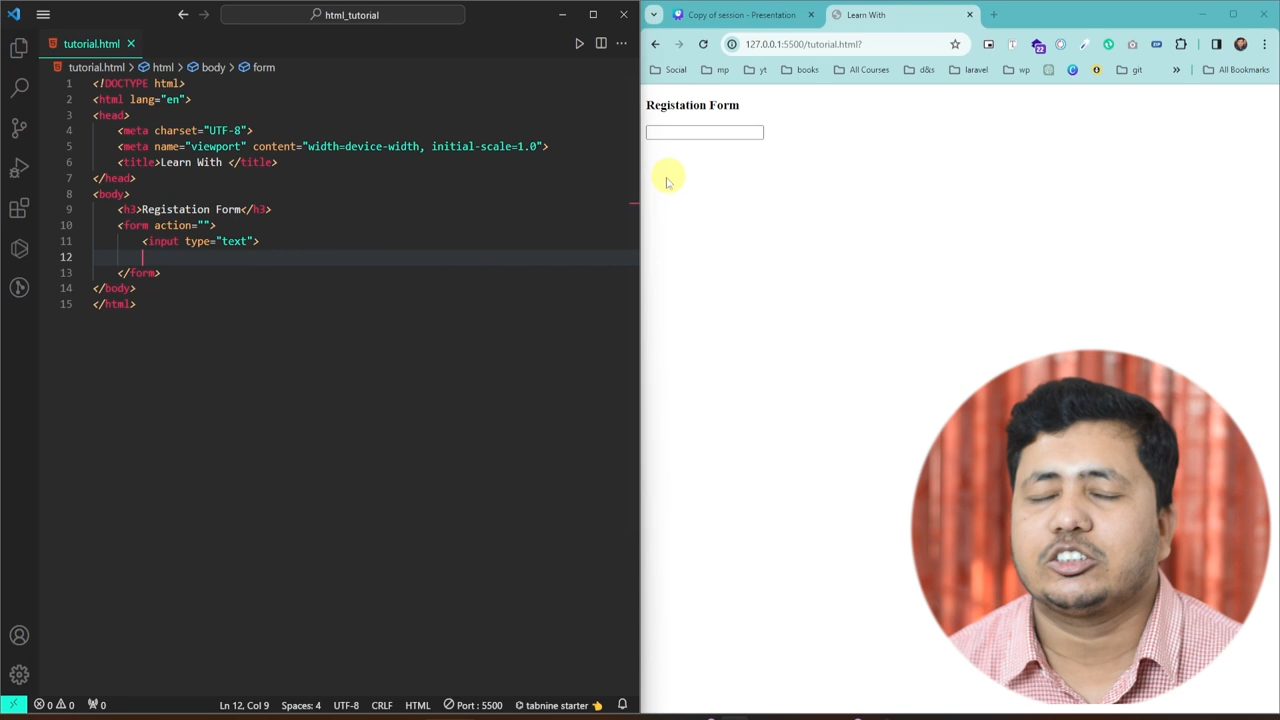 html_tutorial
tutorial.html
tutorial.html > html > body > form
1 <!DOCTYPE html>
2 <html lang="en">
3 <head>
4 <meta charset="UTF-8">
5 <meta name="viewport" content="width=device-width, initial-scale=1.0">
6 <title>Learn With </title>
7 </head>
8 <body>
9 <h3>Registation Form</h3>
10 <form action="">
11 <input type="text">
12
13 </form>
14 </body>
15 </html>
0 0 0 Ln 12, Col 9 Spaces: 4 UTF-8 CRLF HTML Port : 5500 tabnine starter
Copy of session - Presentation
Learn With
127.0.0.1:5500/tutorial.html?
22
Social mp yt books All Courses d&s laravel wp git » All Bookmarks
Registation Form